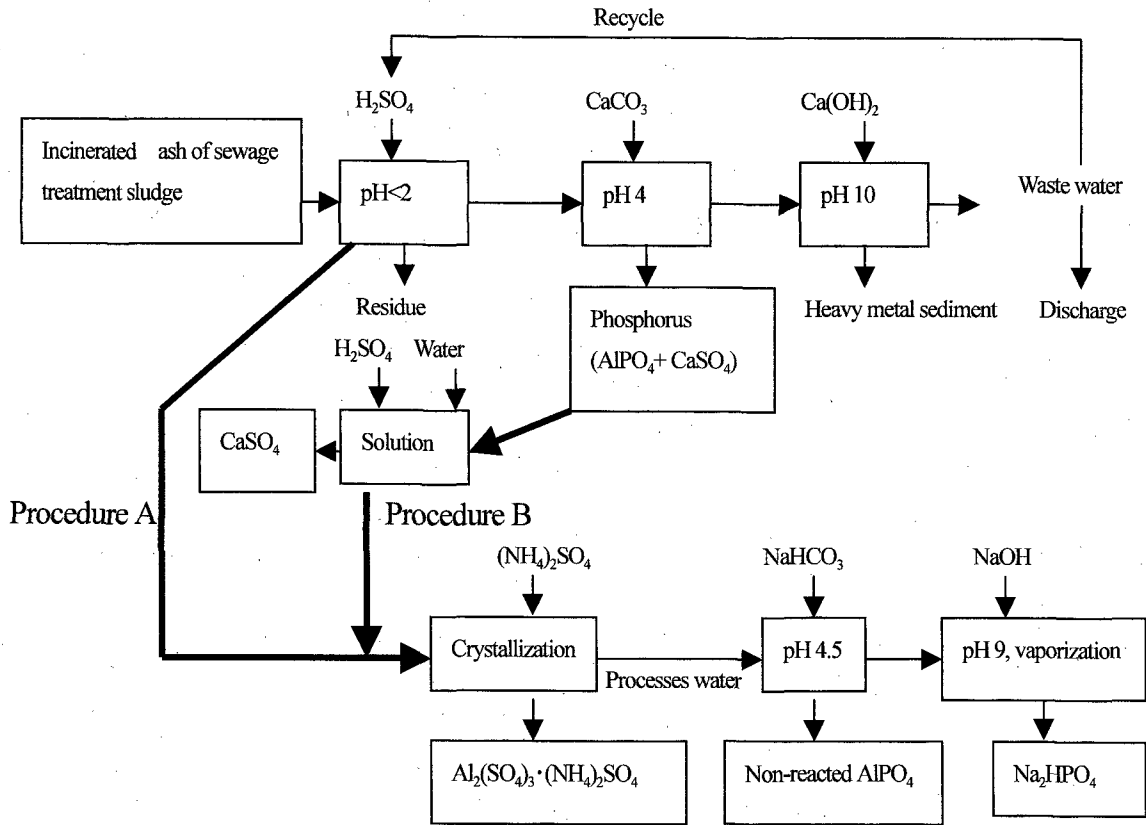 Recycle
H₂SO₄
CaCO₃
Ca(OH)₂
Incinerated ash of sewage
treatment sludge
pH<2
pH 4
pH 10
Waste water
Residue
Phosphorus
(AlPO₄+ CaSO₄)
Heavy metal sediment
Discharge
H₂SO₄
Water
CaSO₄
Solution
Procedure A
Procedure B
(NH₄)₂SO₄
NaHCO₃
NaOH
Crystallization
Processes water
pH 4.5
pH 9, vaporization
Al₂(SO₄)₃·(NH₄)₂SO₄
Non-reacted AlPO₄
Na₂HPO₄